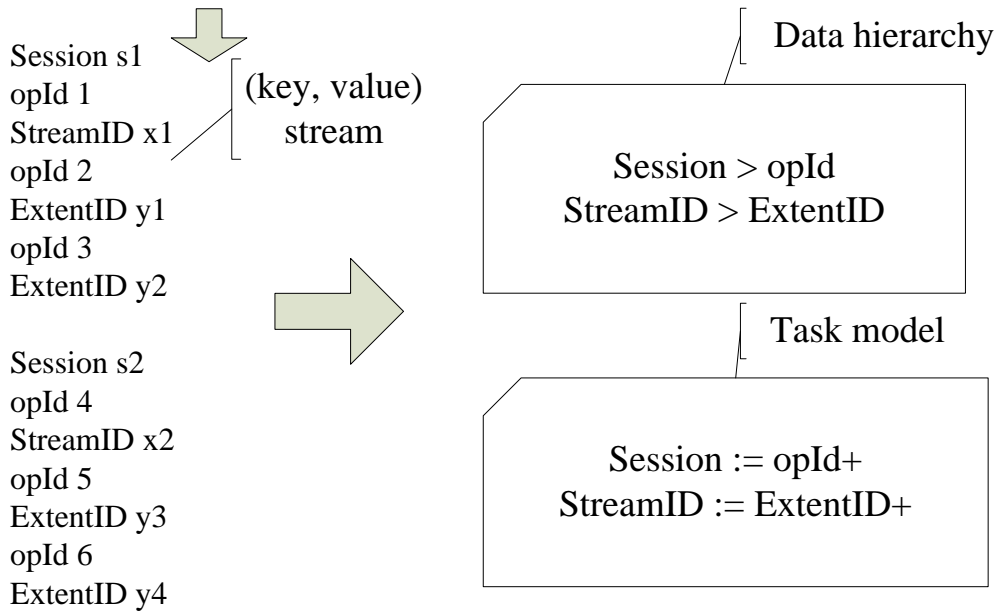 Session s1
opId 1
StreamID x1
opId 2
ExtentID y1
opId 3
ExtentID y2
Session s2
opId 4
StreamID x2
opId 5
ExtentID y3
opId 6
ExtentID y4
(key, value)
stream
Data hierarchy
Session > opId
StreamID > ExtentID
Task model
Session := opId+
StreamID := ExtentID+